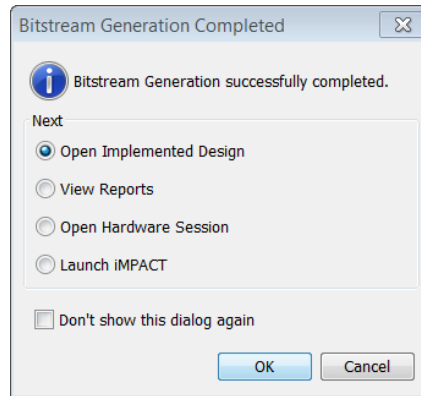 Bitstream Generation Completed
Bitstream Generation successfully completed.
Next
Open Implemented Design
View Reports
Open Hardware Session
Launch iMPACT
Don't show this dialog again
OK Cancel